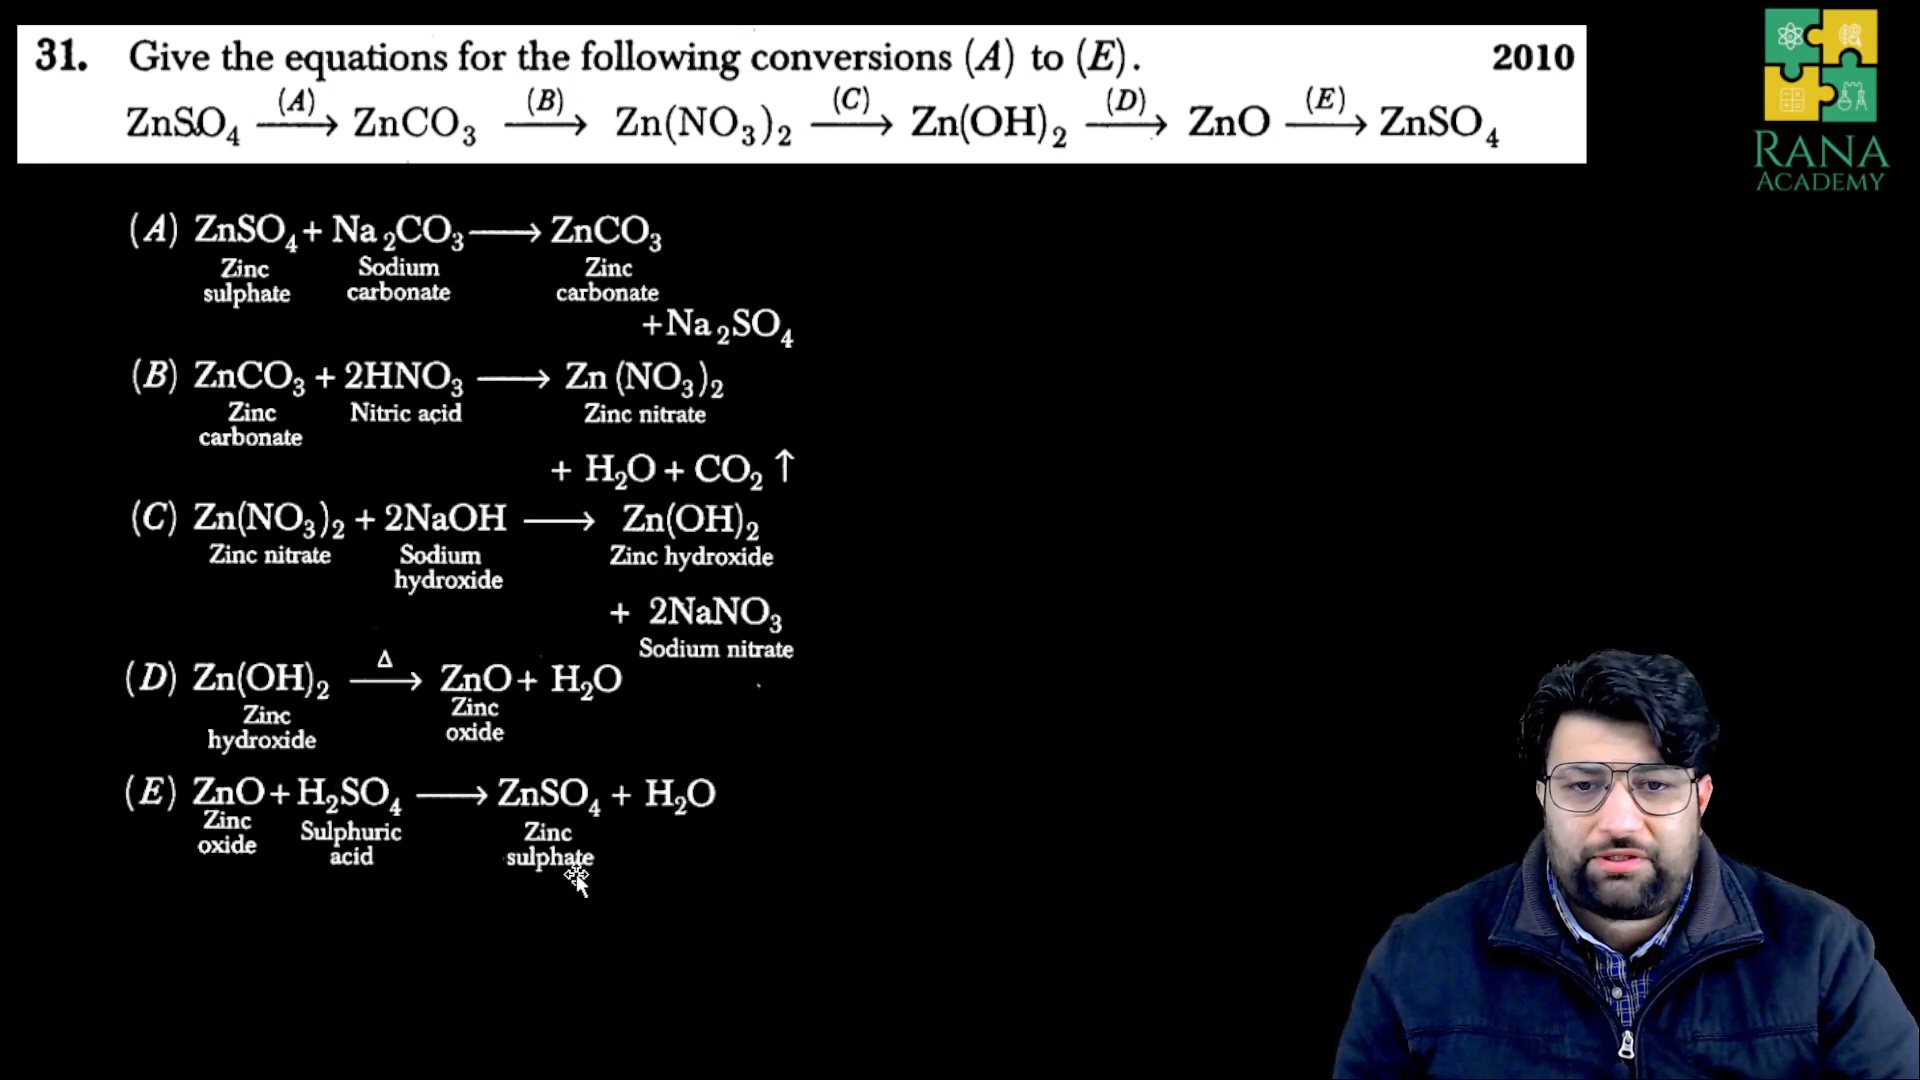 31. Give the equations for the following conversions (A) to (E). 2010
ZnSO₄ —(A)→ ZnCO₃ —(B)→ Zn(NO₃)₂ —(C)→ Zn(OH)₂ —(D)→ ZnO —(E)→ ZnSO₄
RANA
ACADEMY
(A) ZnSO₄ + Na₂CO₃ ⟶ ZnCO₃
Zinc sulphate Sodium carbonate Zinc carbonate
+Na₂SO₄
(B) ZnCO₃ + 2HNO₃ ⟶ Zn(NO₃)₂
Zinc carbonate Nitric acid Zinc nitrate
+ H₂O + CO₂ ↑
(C) Zn(NO₃)₂ + 2NaOH ⟶ Zn(OH)₂
Zinc nitrate Sodium hydroxide Zinc hydroxide
+ 2NaNO₃
Sodium nitrate
(D) Zn(OH)₂ —Δ→ ZnO + H₂O
Zinc hydroxide Zinc oxide
(E) ZnO + H₂SO₄ ⟶ ZnSO₄ + H₂O
Zinc oxide Sulphuric acid Zinc sulphate